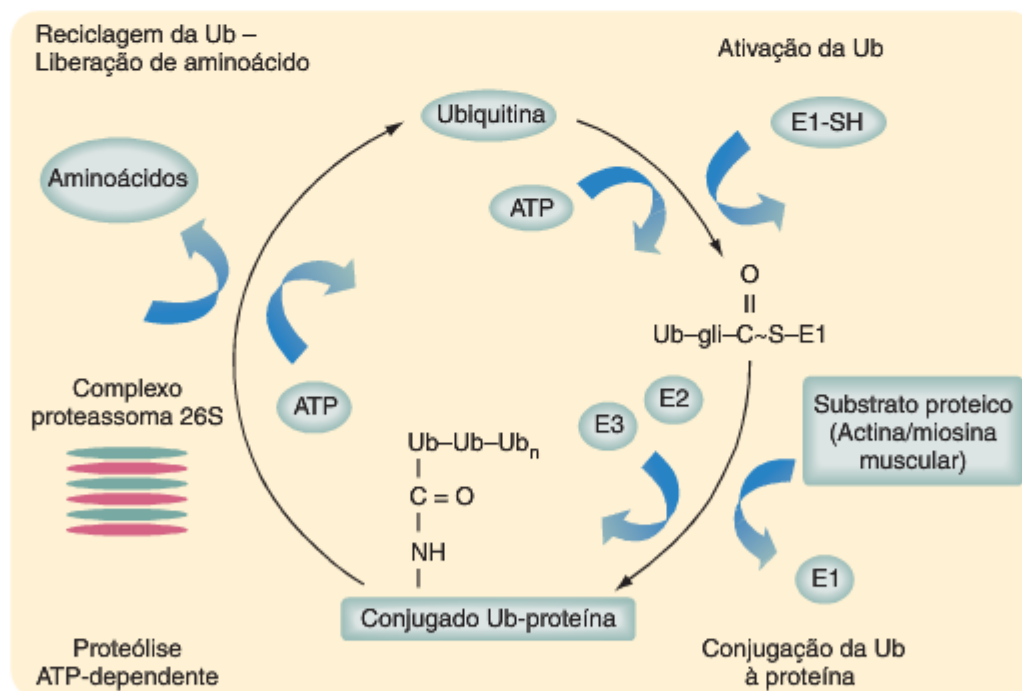 Reciclagem da Ub –
Liberação de aminoácido
Ativação da Ub
Ubiquitina
E1-SH
Aminoácidos
ATP
O
Ub–gli–C~S–E1
Complexo
proteassoma 26S
ATP
E2
E3
Substrato proteico
(Actina/miosina
muscular)
Ub–Ub–Ubn
C = O
NH
E1
Conjugado Ub-proteína
Proteólise
ATP-dependente
Conjugação da Ub
à proteína